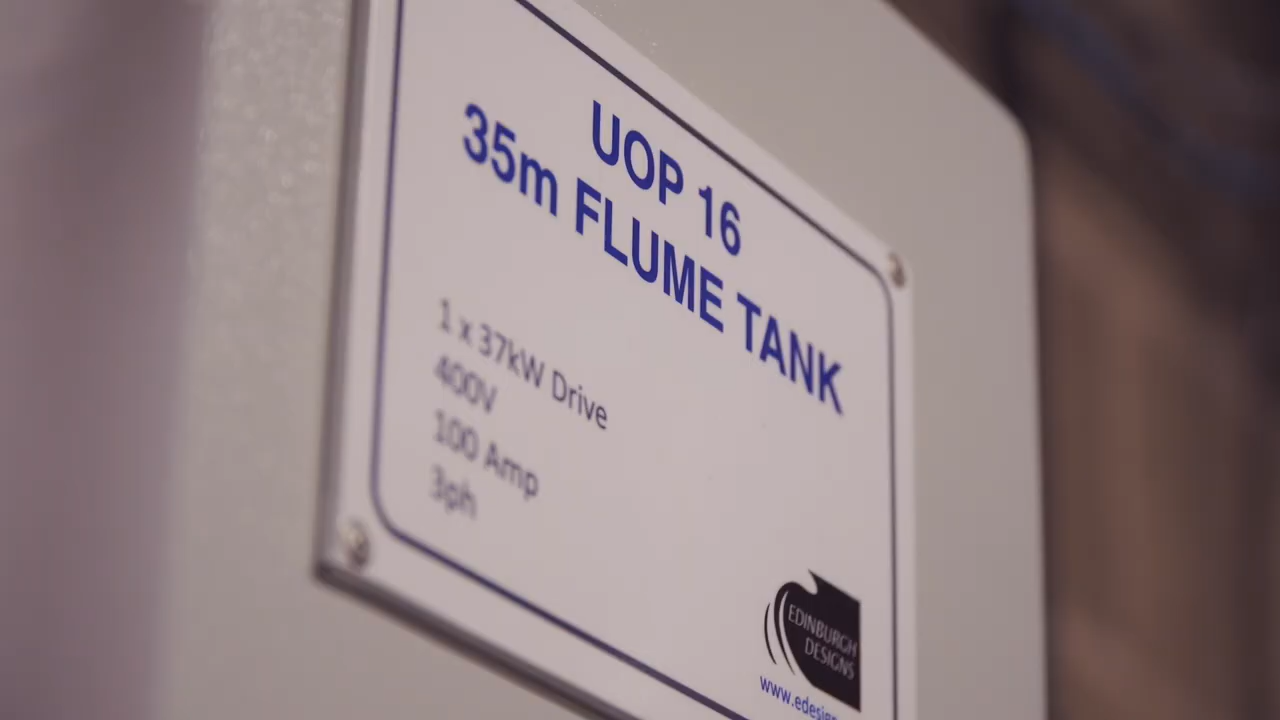 UOP 16
35m FLUME TANK
1 x 37kW Drive
400V
100 Amp
3ph
EDINBURGH
DESIGNS